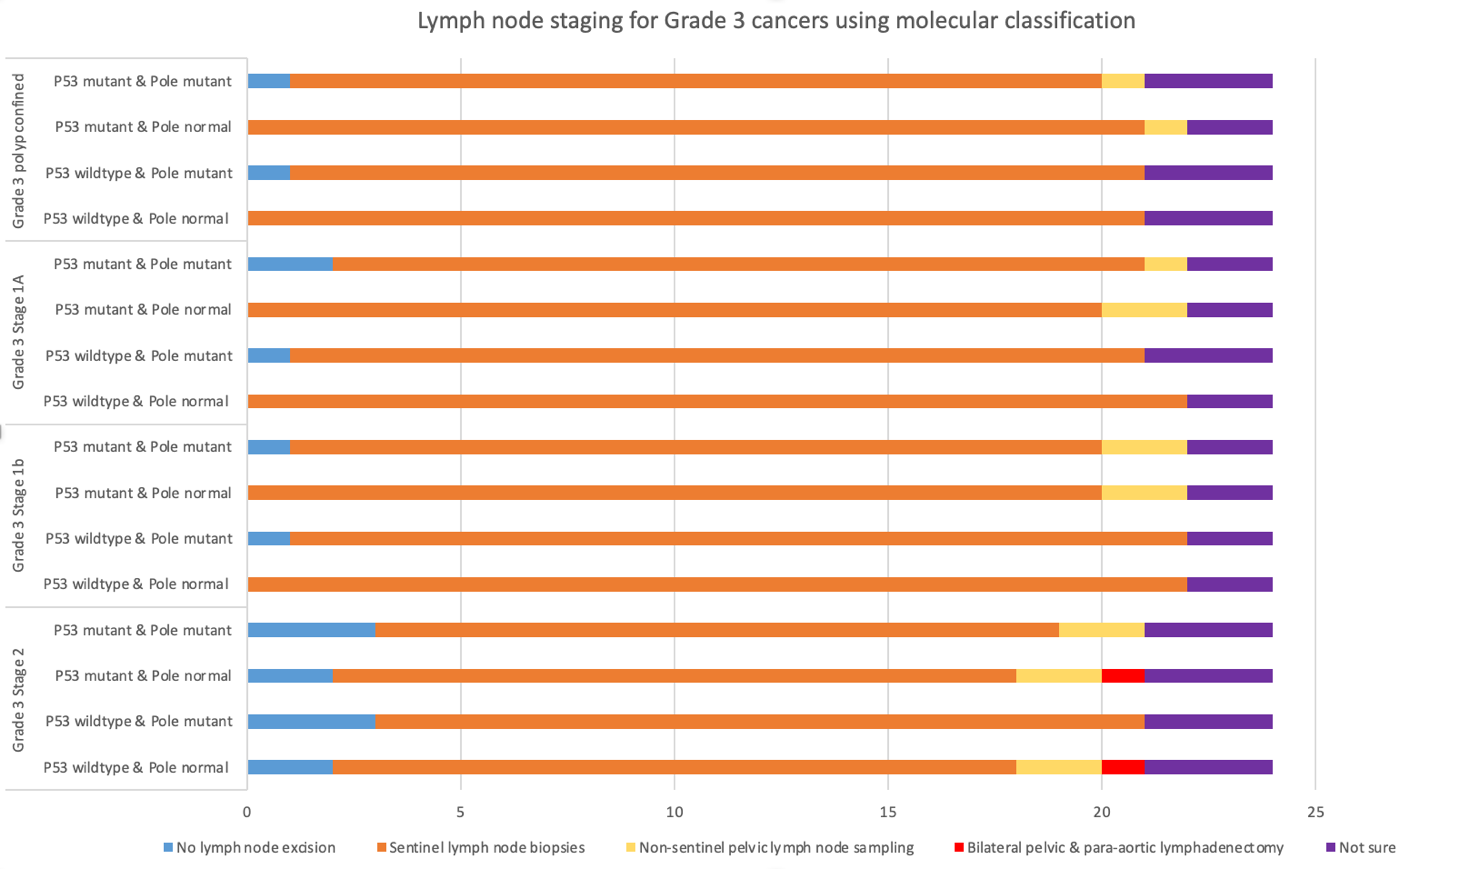 Lymph node staging for Grade 3 cancers using molecular classification
Grade 3 polyp confined
P53 mutant & Pole mutant
P53 mutant & Pole normal
P53 wildtype & Pole mutant
P53 wildtype & Pole normal
Grade 3 Stage 1A
P53 mutant & Pole mutant
P53 mutant & Pole normal
P53 wildtype & Pole mutant
P53 wildtype & Pole normal
Grade 3 Stage 1b
P53 mutant & Pole mutant
P53 mutant & Pole normal
P53 wildtype & Pole mutant
P53 wildtype & Pole normal
Grade 3 Stage 2
P53 mutant & Pole mutant
P53 mutant & Pole normal
P53 wildtype & Pole mutant
P53 wildtype & Pole normal
0 5 10 15 20 25
No lymph node excision Sentinel lymph node biopsies Non-sentinel pelvic lymph node sampling Bilateral pelvic & para-aortic lymphadenectomy Not sure